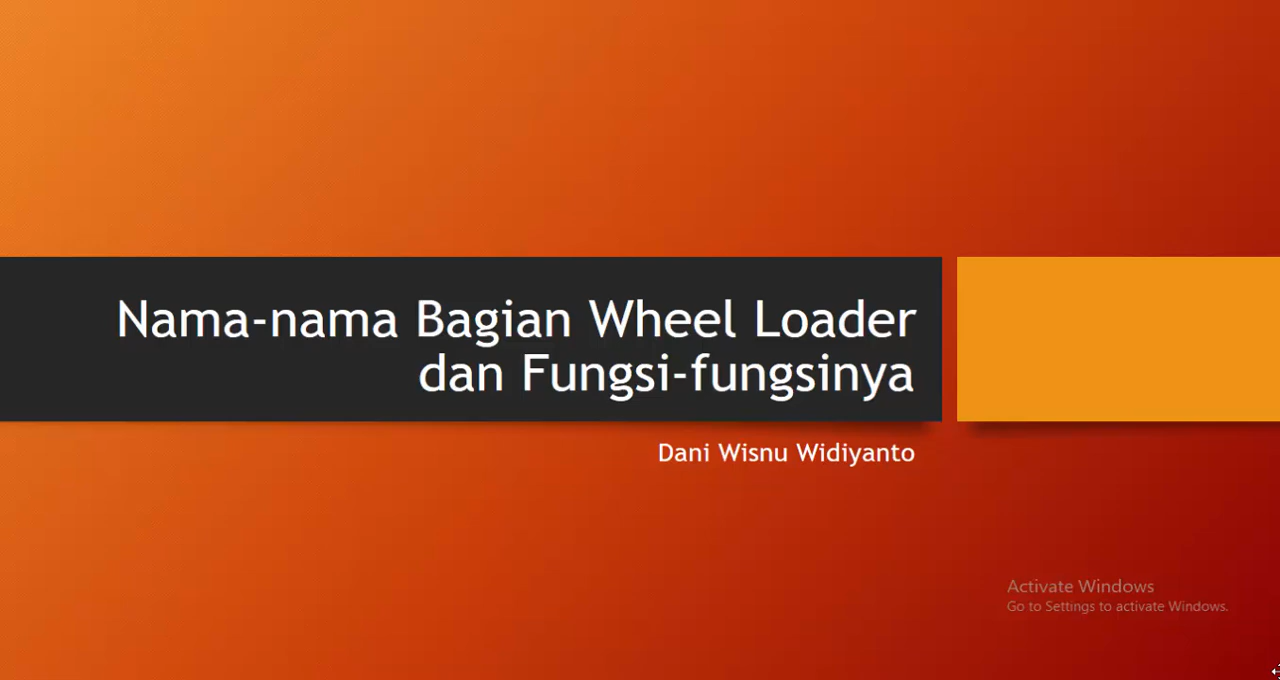 Nama-nama Bagian Wheel Loader
dan Fungsi-fungsinya
Dani Wisnu Widiyanto
Activate Windows
Go to Settings to activate Windows.